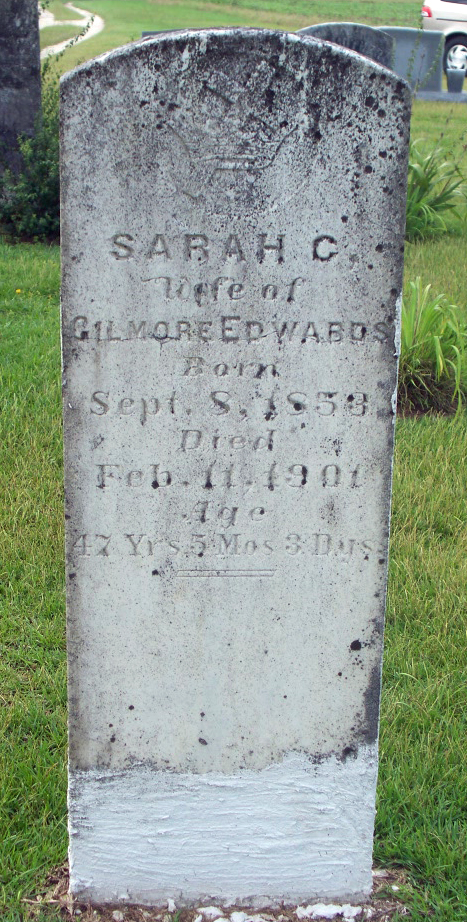 SARAH C.
Wife of
GILMORE EDWARDS
Born
Sept. 8, 1853
Died
Feb. 11, 1901
Age
47 Yrs. 5 Mos 3 Dys.